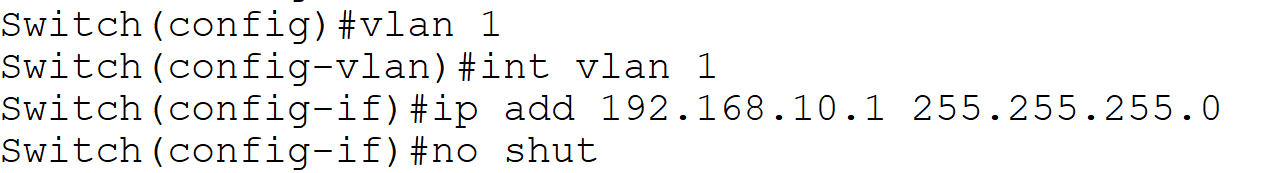 Switch(config)#vlan 1
Switch(config-vlan)#int vlan 1
Switch(config-if)#ip add 192.168.10.1 255.255.255.0
Switch(config-if)#no shut